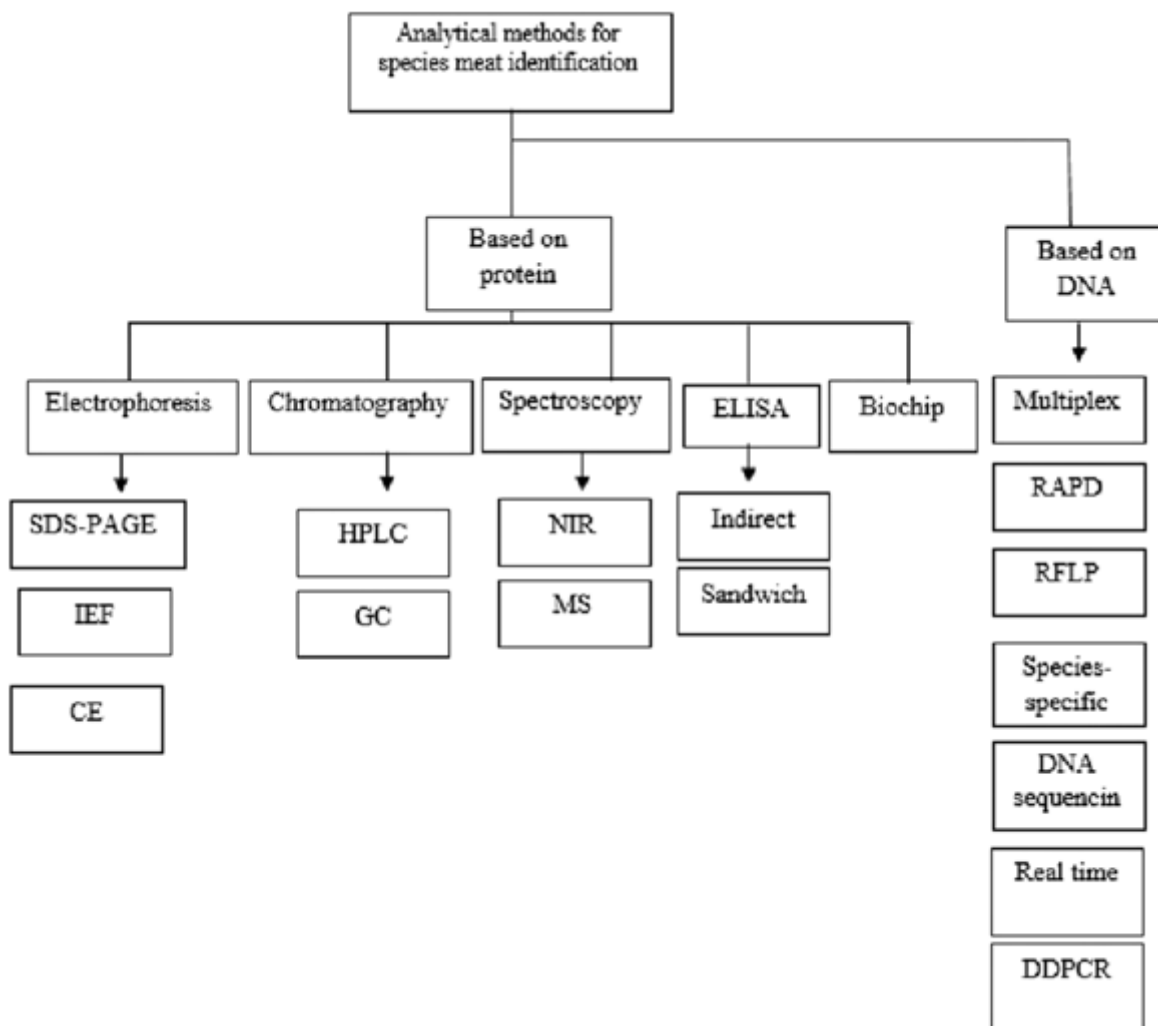 Analytical methods for
species meat identification
Based on
protein
Based on
DNA
Electrophoresis
Chromatography
Spectroscopy
ELISA
Biochip
Multiplex
SDS-PAGE
HPLC
NIR
Indirect
RAPD
IEF
GC
MS
Sandwich
RFLP
CE
Species-
specific
DNA
sequencin
Real time
DDPCR